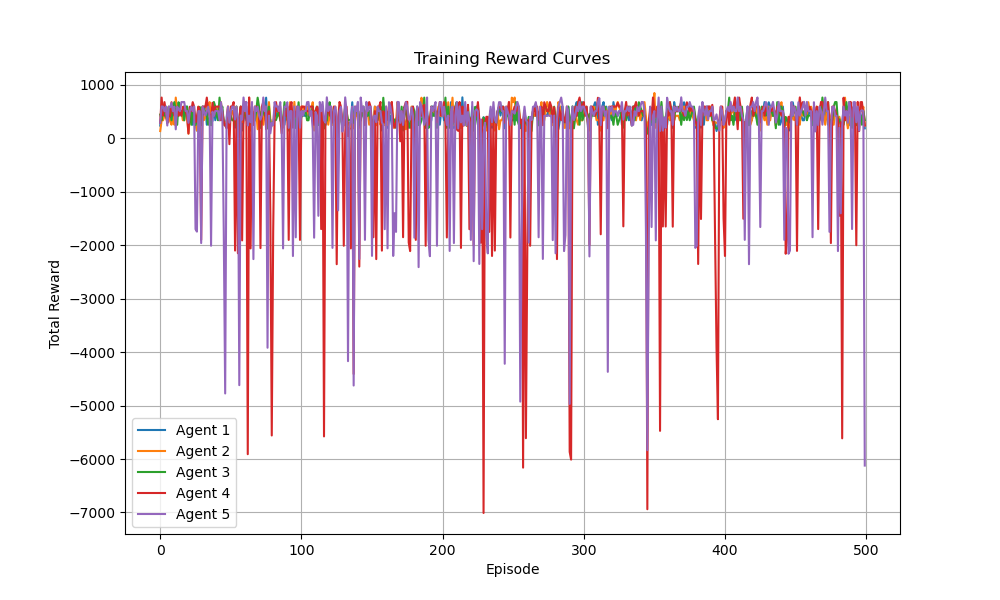 Training Reward Curves
1000
0
−1000
−2000
−3000
−4000
−5000
−6000
−7000
Total Reward
Agent 1
Agent 2
Agent 3
Agent 4
Agent 5
0
100
200
300
400
500
Episode